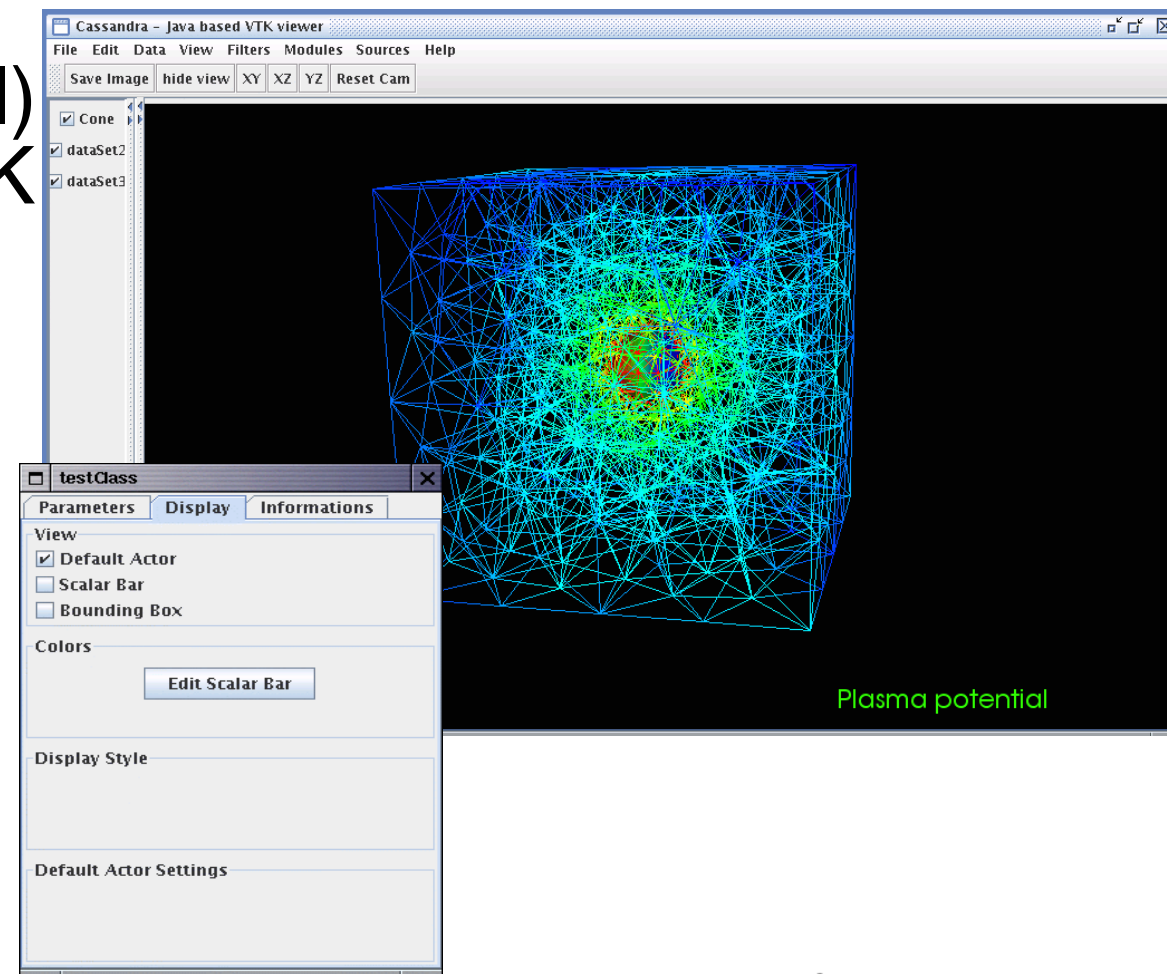 Cassandra - Java based VTK viewer
File Edit Data View Filters Modules Sources Help
Save Image hide view XY XZ YZ Reset Cam
)
K
Cone
dataSet2
dataSet3
Plasma potential
testClass
Parameters Display Informations
View
Default Actor
Scalar Bar
Bounding Box
Colors
Edit Scalar Bar
Display Style
Default Actor Settings